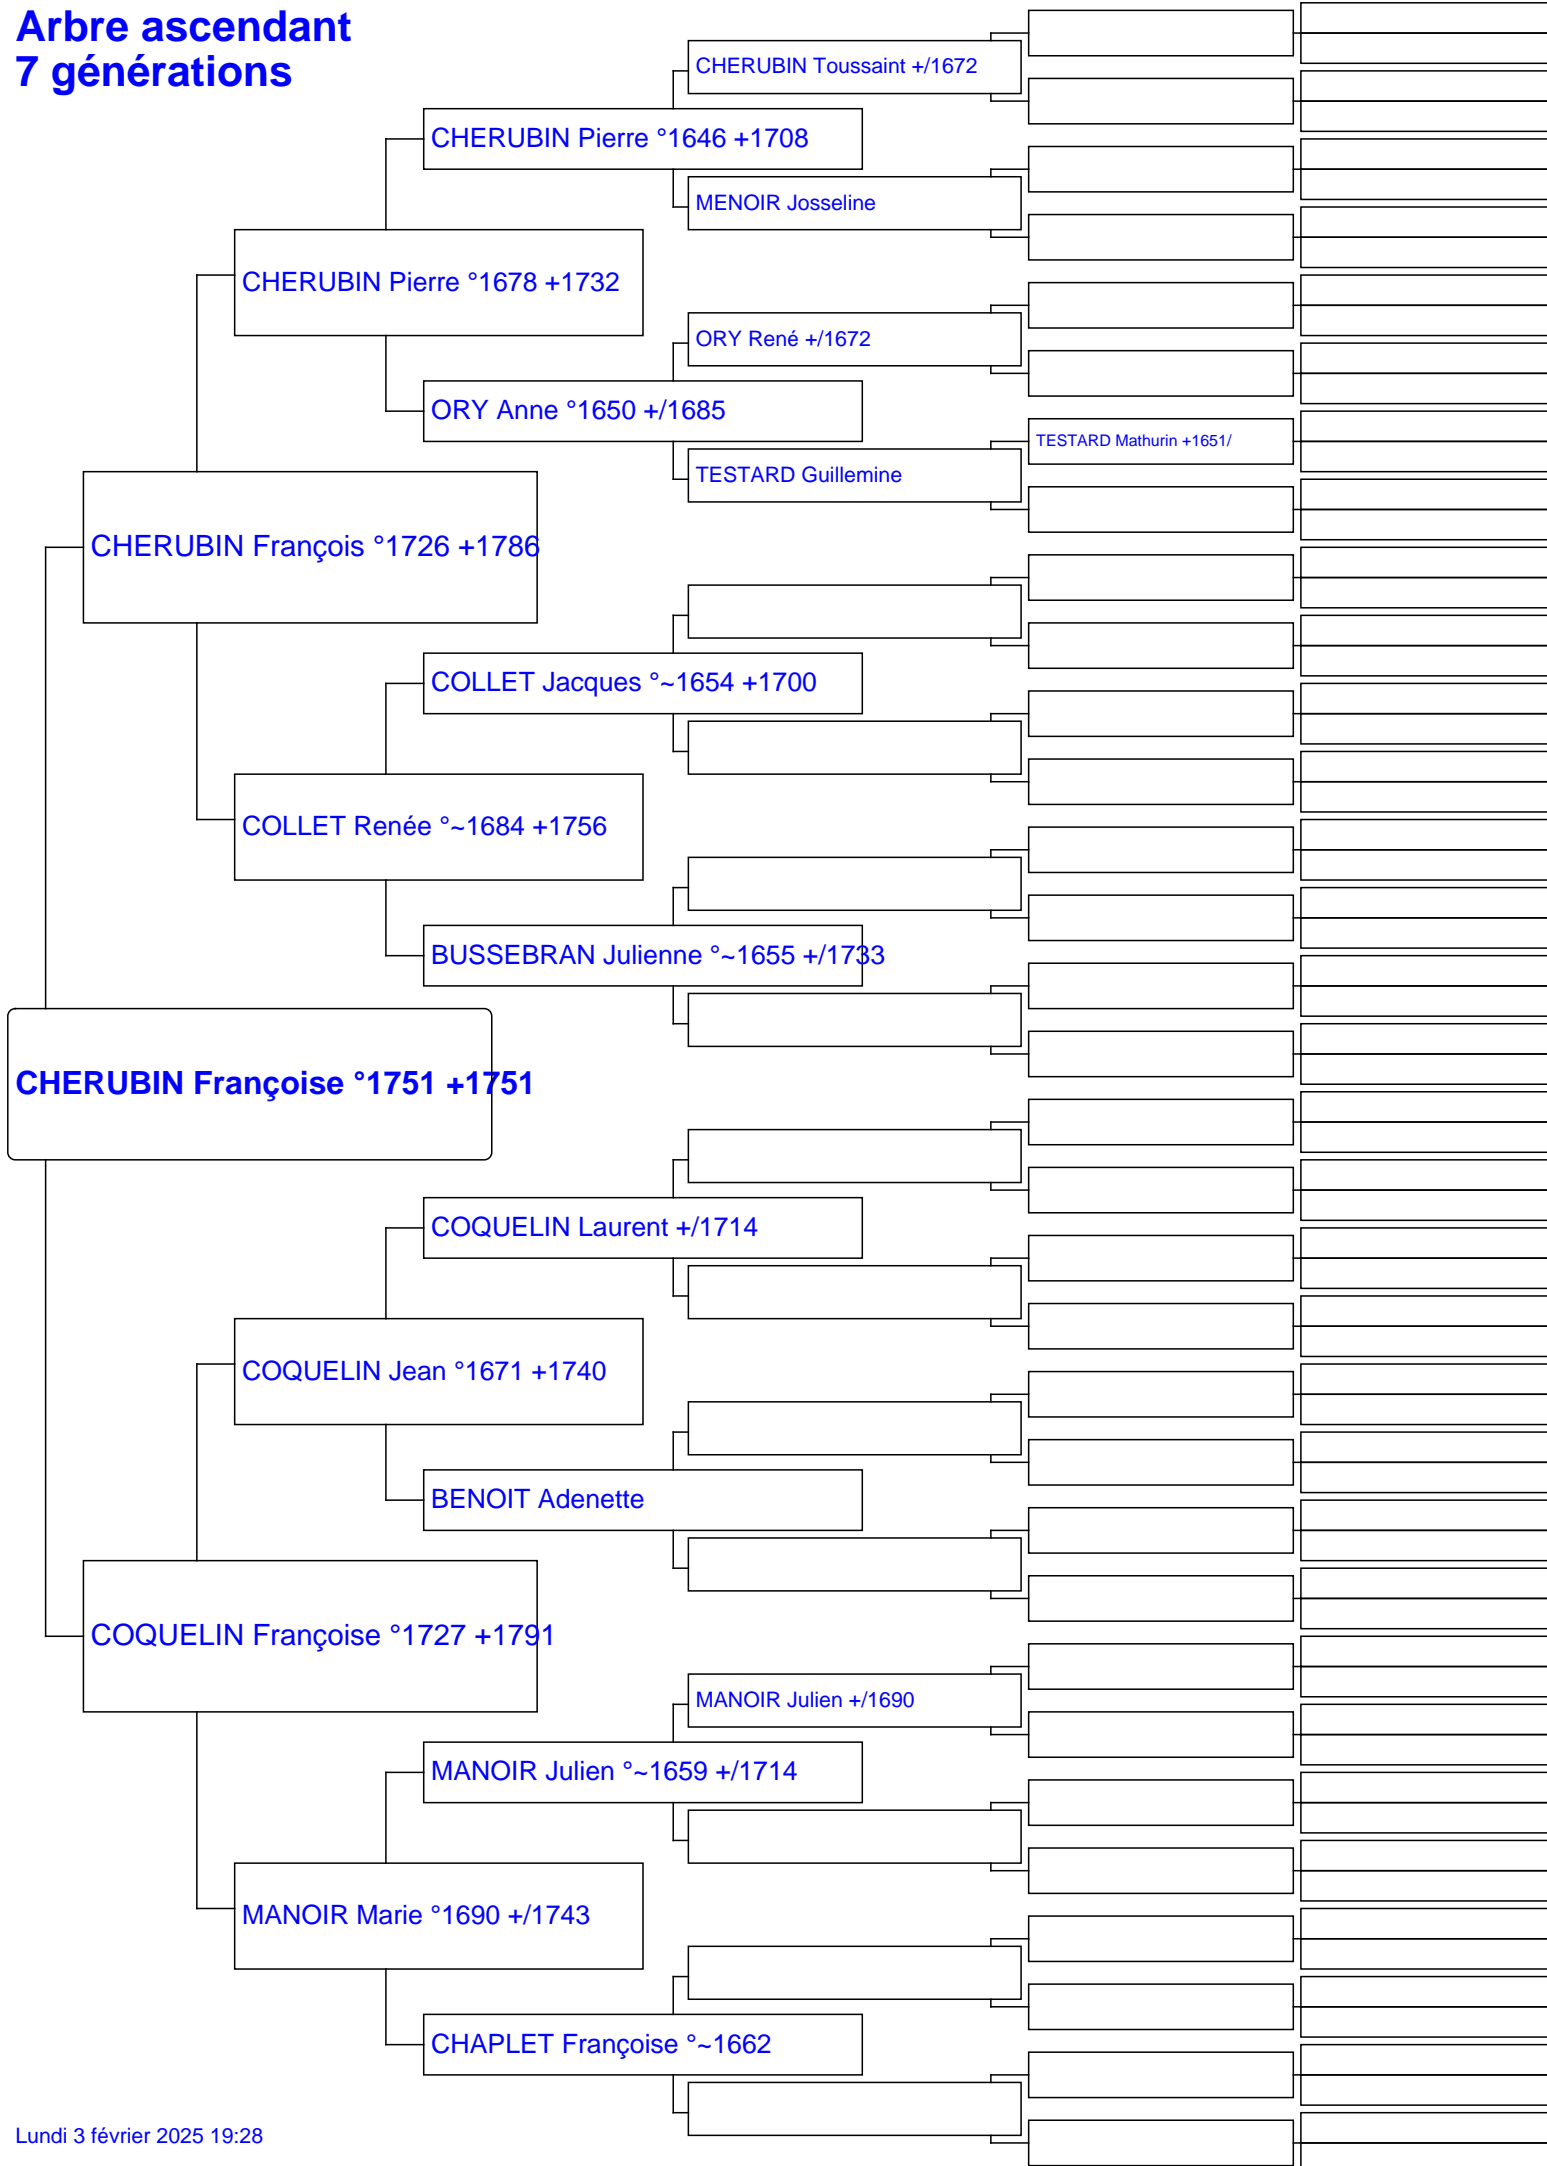 Arbre ascendant
7 générations
CHERUBIN Toussaint +/1672
CHERUBIN Pierre °1646 +1708
MENOIR Josseline
CHERUBIN Pierre °1678 +1732
ORY René +/1672
ORY Anne °1650 +/1685
TESTARD Mathurin +1651/
TESTARD Guillemine
CHERUBIN François °1726 +1786
COLLET Jacques °~1654 +1700
COLLET Renée °~1684 +1756
BUSSEBRAN Julienne °~1655 +/1733
CHERUBIN Françoise °1751 +1751
COQUELIN Laurent +/1714
COQUELIN Jean °1671 +1740
BENOIT Adenette
COQUELIN Françoise °1727 +1791
MANOIR Julien +/1690
MANOIR Julien °~1659 +/1714
MANOIR Marie °1690 +/1743
CHAPLET Françoise °~1662
Lundi 3 février 2025 19:28